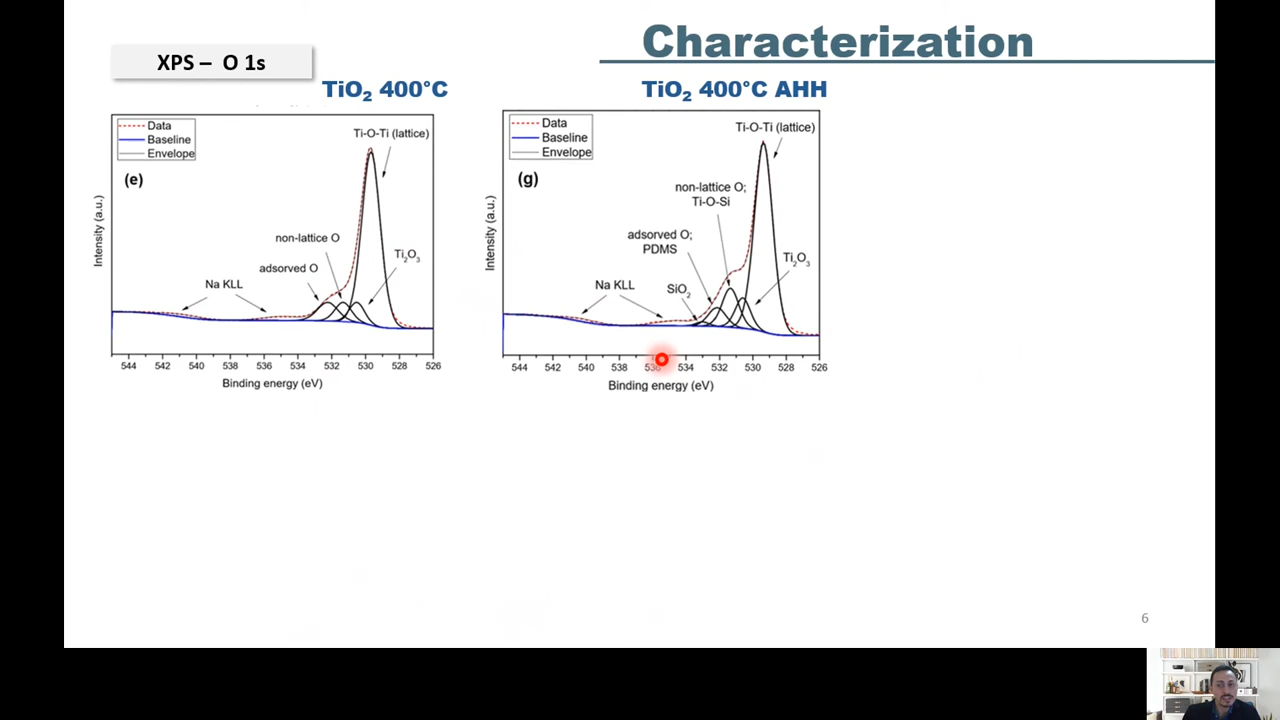 Characterization
XPS – O 1s
TiO₂ 400°C
TiO₂ 400°C AHH
Data
Baseline
Envelope
(e)
Ti-O-Ti (lattice)
non-lattice O
adsorved O
Ti₂O₃
Na KLL
Intensity (a.u.)
544 542 540 538 536 534 532 530 528 526
Binding energy (eV)
Data
Baseline
Envelope
(g)
Ti-O-Ti (lattice)
non-lattice O;
Ti-O-Si
adsorbed O;
PDMS
Ti₂O₃
Na KLL
SiO₂
Intensity (a.u.)
544 542 540 538 536 534 532 530 528 526
Binding energy (eV)
6